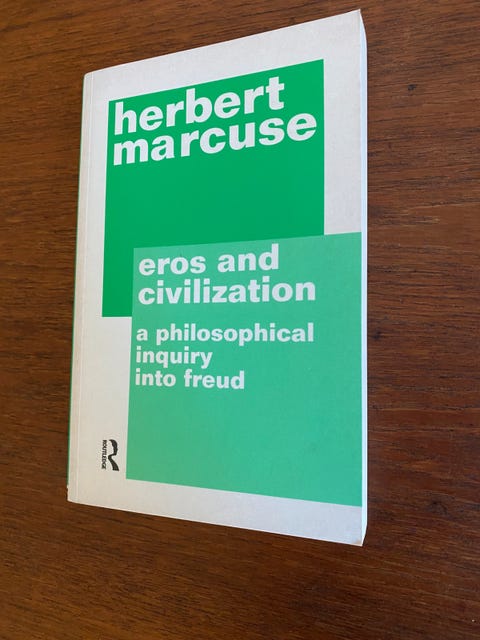 herbert
marcuse
eros and
civilization
a philosophical
inquiry
into freud
ROUTLEDGE